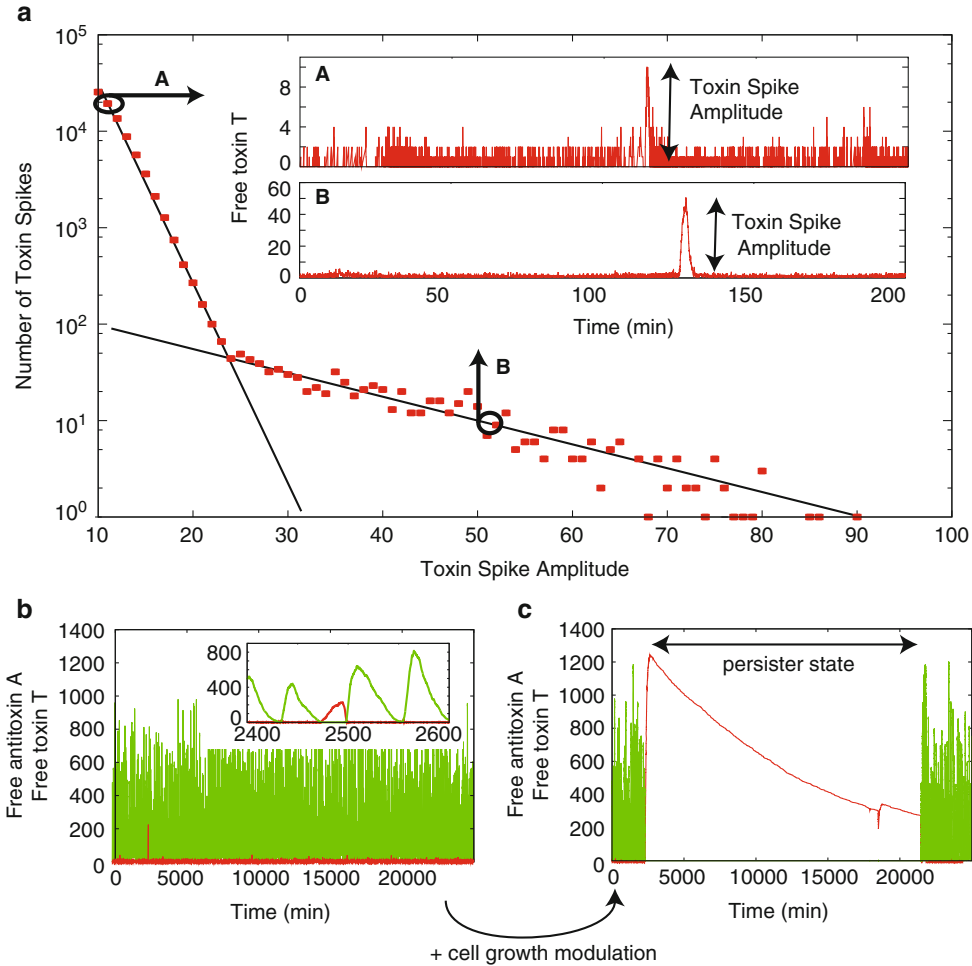 a
10^5
10^4
10^3
10^2
10^1
10^0
Number of Toxin Spikes
10 20 30 40 50 60 70 80 90 100
Toxin Spike Amplitude
A
B
A
8
4
0
Toxin Spike
Amplitude
Free toxin T
B
60
40
20
0
Toxin Spike
Amplitude
0 50 100 150 200
Time (min)
b
1400
1200
1000
800
600
400
200
0
Free antitoxin A
Free toxin T
800
400
0
2400 2500 2600
0 5000 10000 15000 20000
Time (min)
c
1400
1200
1000
800
600
400
200
0
Free antitoxin A
Free toxin T
persister state
5000 10000 15000 20000
0
Time (min)
+ cell growth modulation